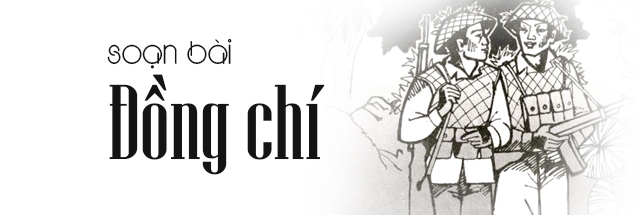 soạn bài
Đồng chí